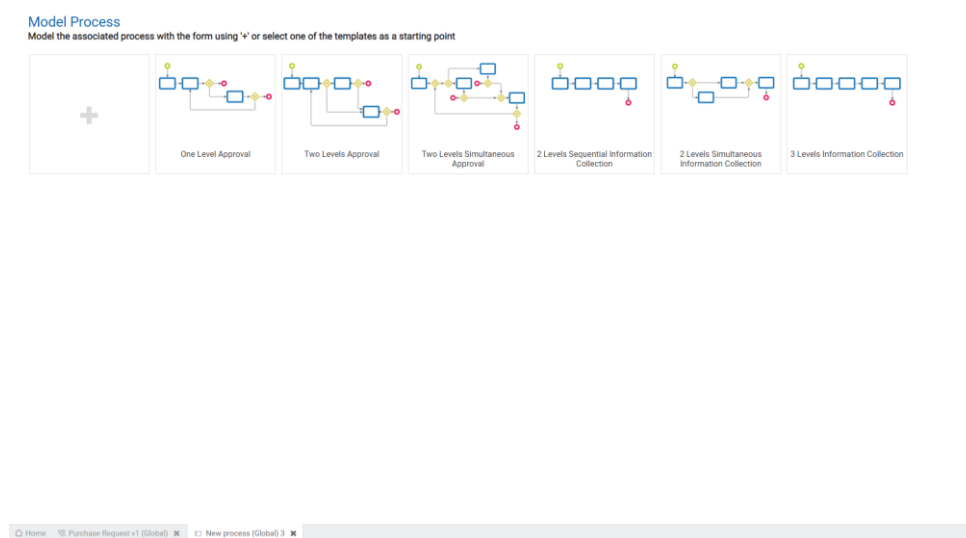 Model Process
Model the associated process with the form using '+' or select one of the templates as a starting point
One Level Approval
Two Levels Approval
Two Levels Simultaneous
Approval
2 Levels Sequential Information
Collection
2 Levels Simultaneous
Information Collection
3 Levels Information Collection
Home
Purchase Request v1 (Global)
New process (Global) 3